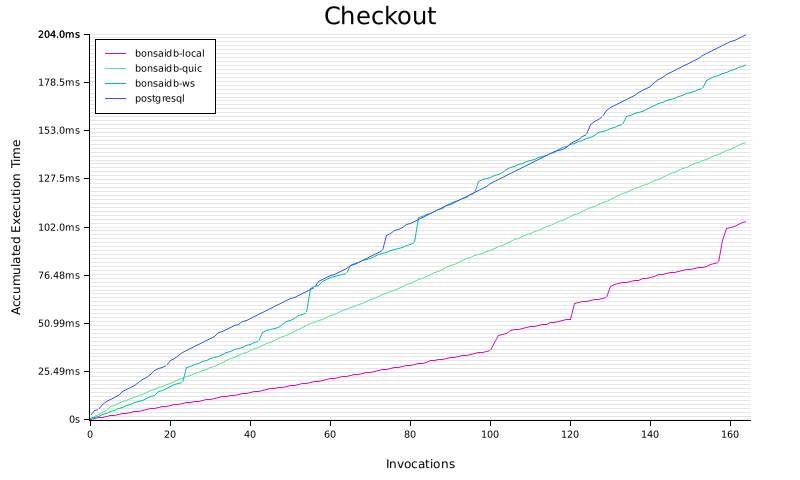 Checkout
204.0ms
178.5ms
153.0ms
127.5ms
102.0ms
76.48ms
50.99ms
25.49ms
0s
Accumulated Execution Time
bonsaidb-local
bonsaidb-quic
bonsaidb-ws
postgresql
0 20 40 60 80 100 120 140 160
Invocations